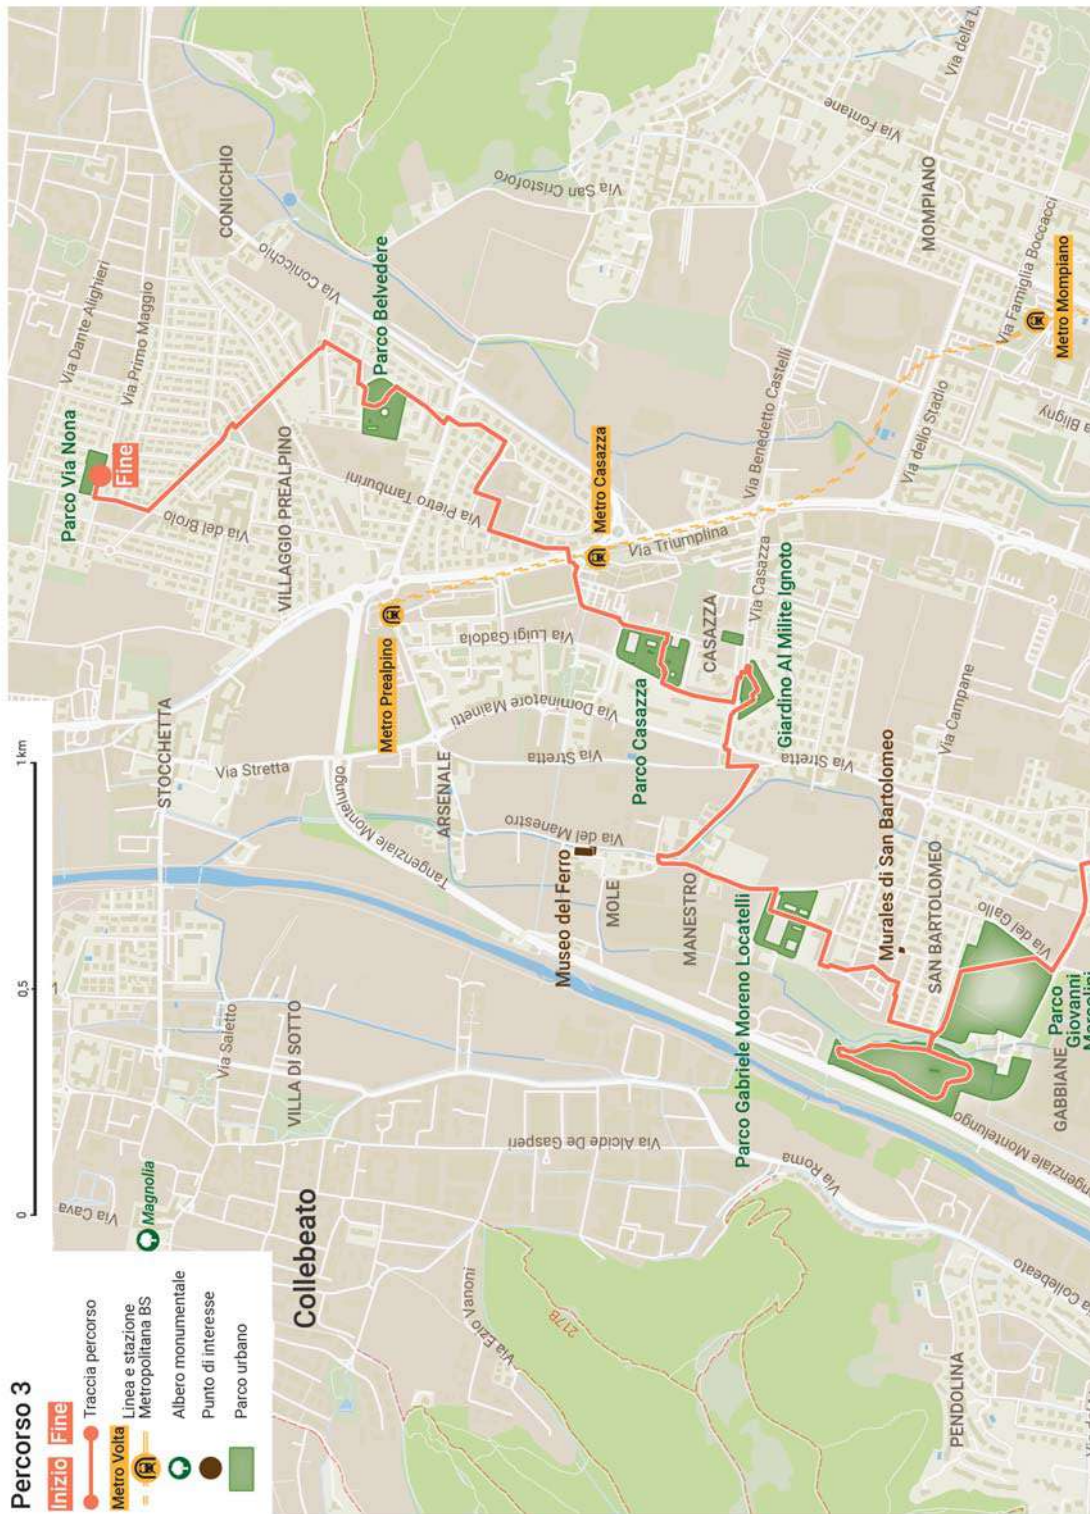 Percorso 3
Inizio
Fine
Traccia percorso
Metro Volta
Linea e stazione
Metropolitana BS
Albero monumentale
Punto di interesse
Parco urbano
0
0,5
1 km
Via Cava
Magnolia
Collebeato
Via Ezio Vanoni
217B
PENDOLINA
Via Collebeato
Via Roma
Via Alcide De Gasperi
VILLA DI SOTTO
Via Saletto
STOCCHETTA
Via Stretta
Tangenziale Montelungo
ARSENALE
Museo del Ferro
MOLE
Via del Manestro
MANESTRO
Parco Gabriele Moreno Locatelli
Murales di San Bartolomeo
SAN BARTOLOMEO
Via del Gallo
Parco
Giovanni
GABBIANE
Via Stretta
Via Dominatore Mainetti
Via Luigi Gadola
Parco Casazza
CASAZZA
Giardino Al Milite Ignoto
Via Casazza
Via Stretta
Via Campane
Metro Prealpino
Metro Casazza
Via Triumplina
Via Benedetto Castelli
Via dello Stadio
Metro Mompiano
Via Famiglia Boccacci
MOMPIANO
Via Fontane
Via San Cristoforo
Parco Belvedere
Via Conicchio
CONICCHIO
Via Pietro Tamburini
VILLAGGIO PREALPINO
Via del Brolo
Parco Via Nona
Fine
Via Primo Maggio
Via Dante Alighieri